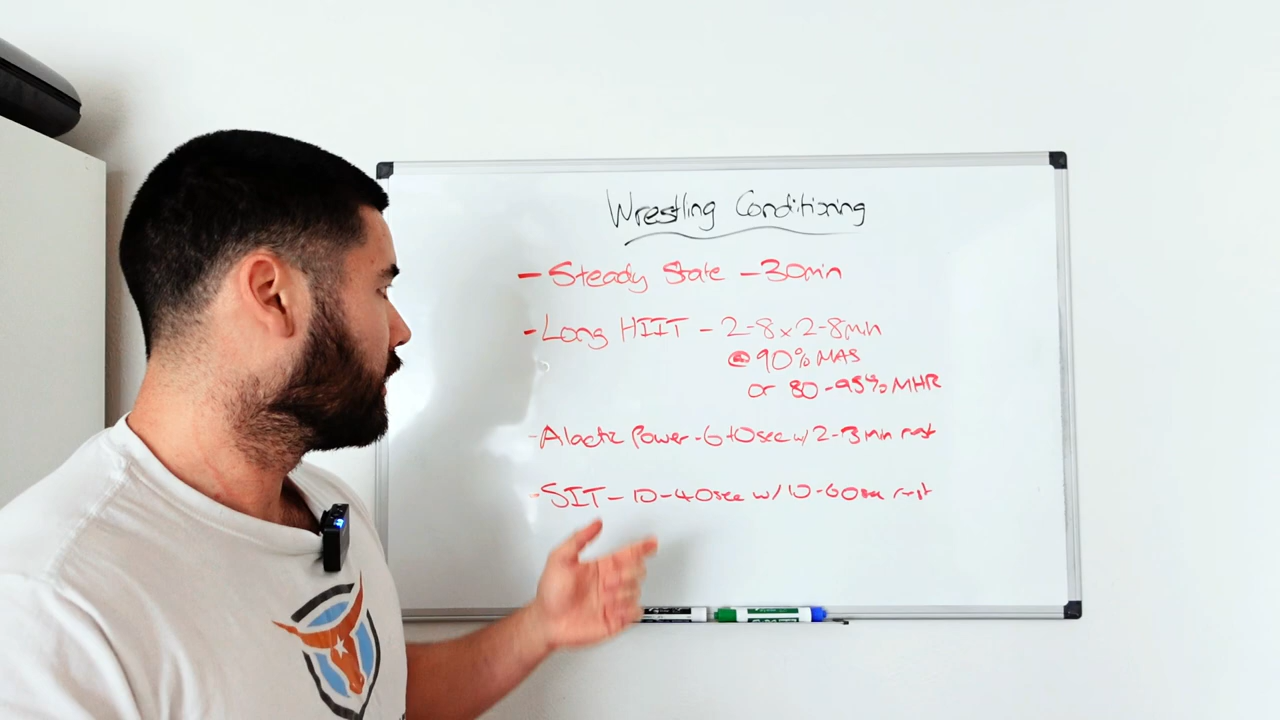 Wrestling Conditioning
- Steady State - 30min
- Long HIIT - 2-8 x 2-8min
@ 90% MAS
or 80-95% MHR
- Alactic Power - 6-10sec w/ 2-3min rest
- SIT - 10-40sec w/ 10-60sec rest